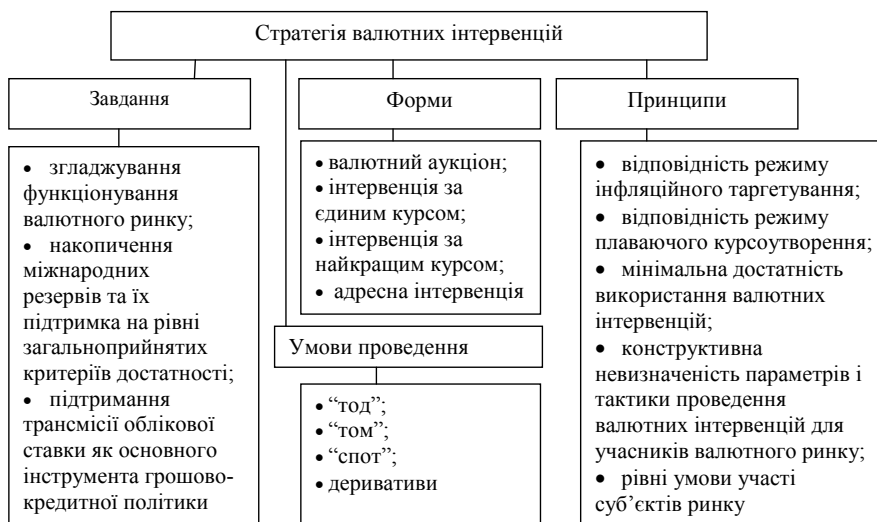 Стратегія валютних інтервенцій
Завдання
• згладжування
функціонування
валютного ринку;
• накопичення
міжнародних
резервів та їх
підтримка на рівні
загальноприйнятих
критеріїв достатності;
• підтримання
трансмісії облікової
ставки як основного
інструмента грошово-
кредитної політики
Форми
• валютний аукціон;
• інтервенція за
єдиним курсом;
• інтервенція за
найкращим курсом;
• адресна інтервенція
Умови проведення
• “тод”;
• “том”;
• “спот”;
• деривативи
Принципи
• відповідність режиму
інфляційного таргетування;
• відповідність режиму
плаваючого курсоутворення;
• мінімальна достатність
використання валютних
інтервенцій;
• конструктивна
невизначеність параметрів і
тактики проведення
валютних інтервенцій для
учасників валютного ринку;
• рівні умови участі
суб’єктів ринку